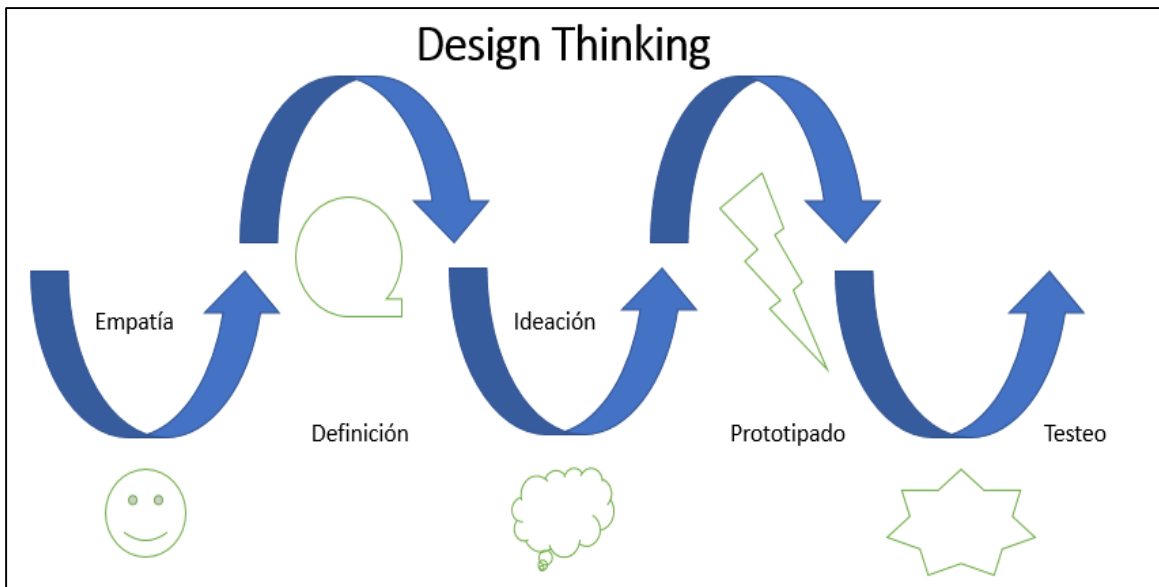 Design Thinking
Empatía
Definición
Ideación
Prototipado
Testeo